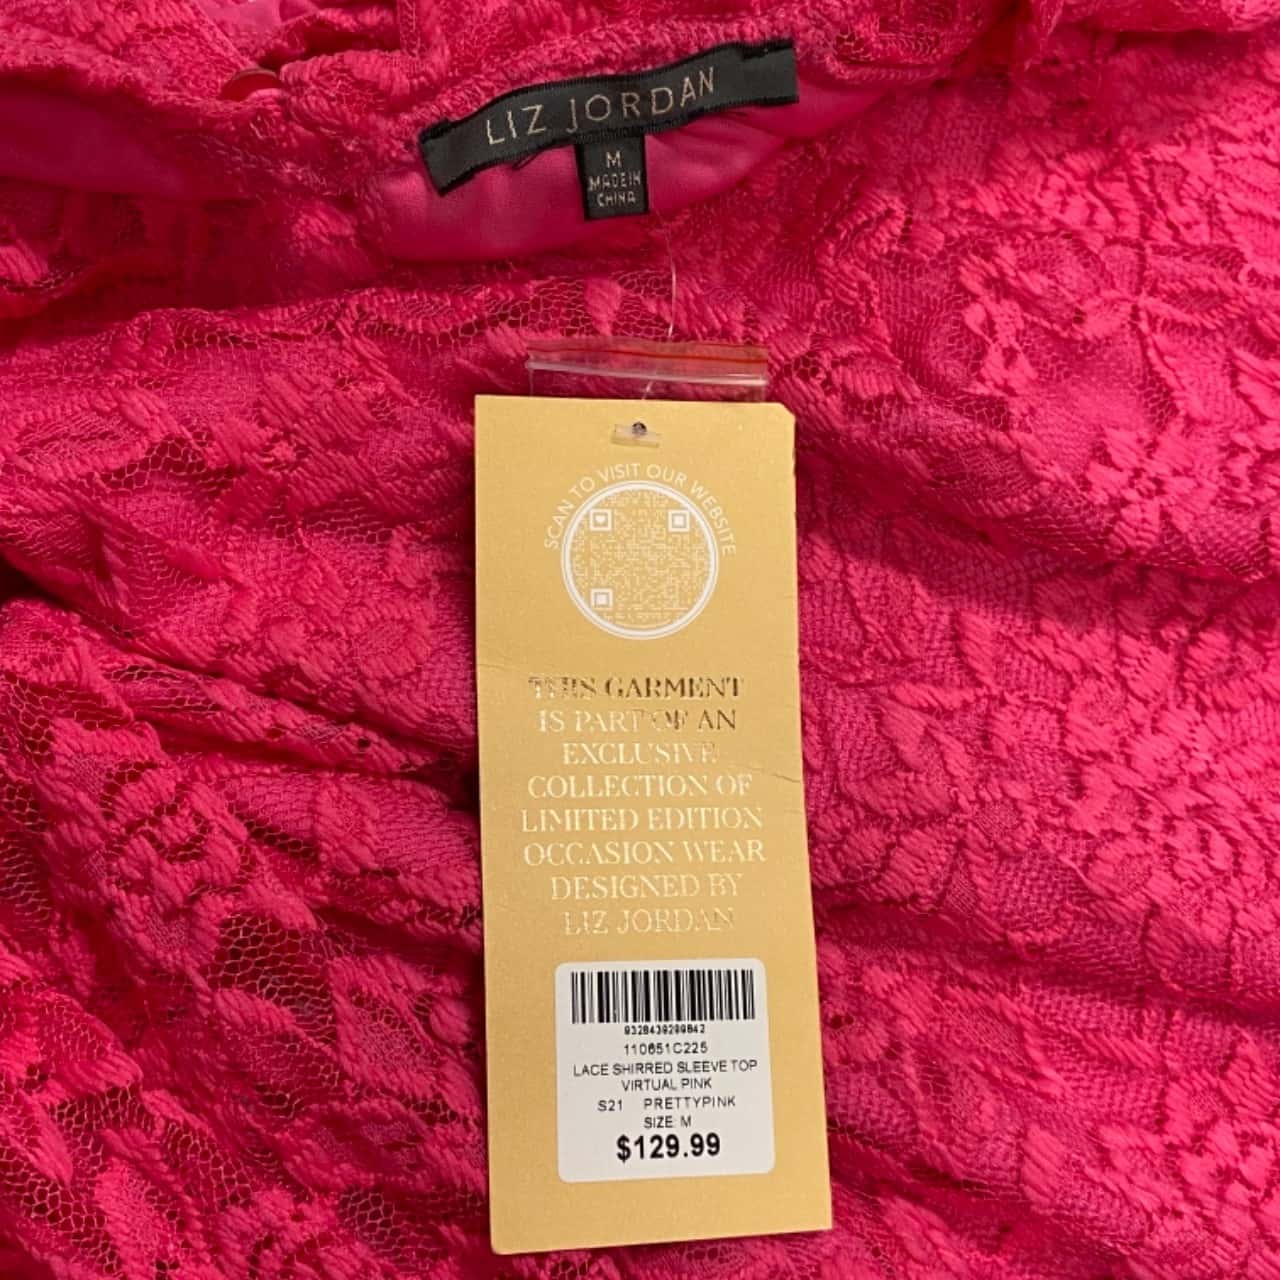 LIZ JORDAN
M
MADE IN
CHINA
SCAN TO VISIT OUR WEBSITE
THIS GARMENT
IS PART OF AN
EXCLUSIVE
COLLECTION OF
LIMITED EDITION
OCCASION WEAR
DESIGNED BY
LIZ JORDAN
9328439299842
110651C225
LACE SHIRRED SLEEVE TOP
VIRTUAL PINK
S21 PRETTYPINK
SIZE: M
$129.99